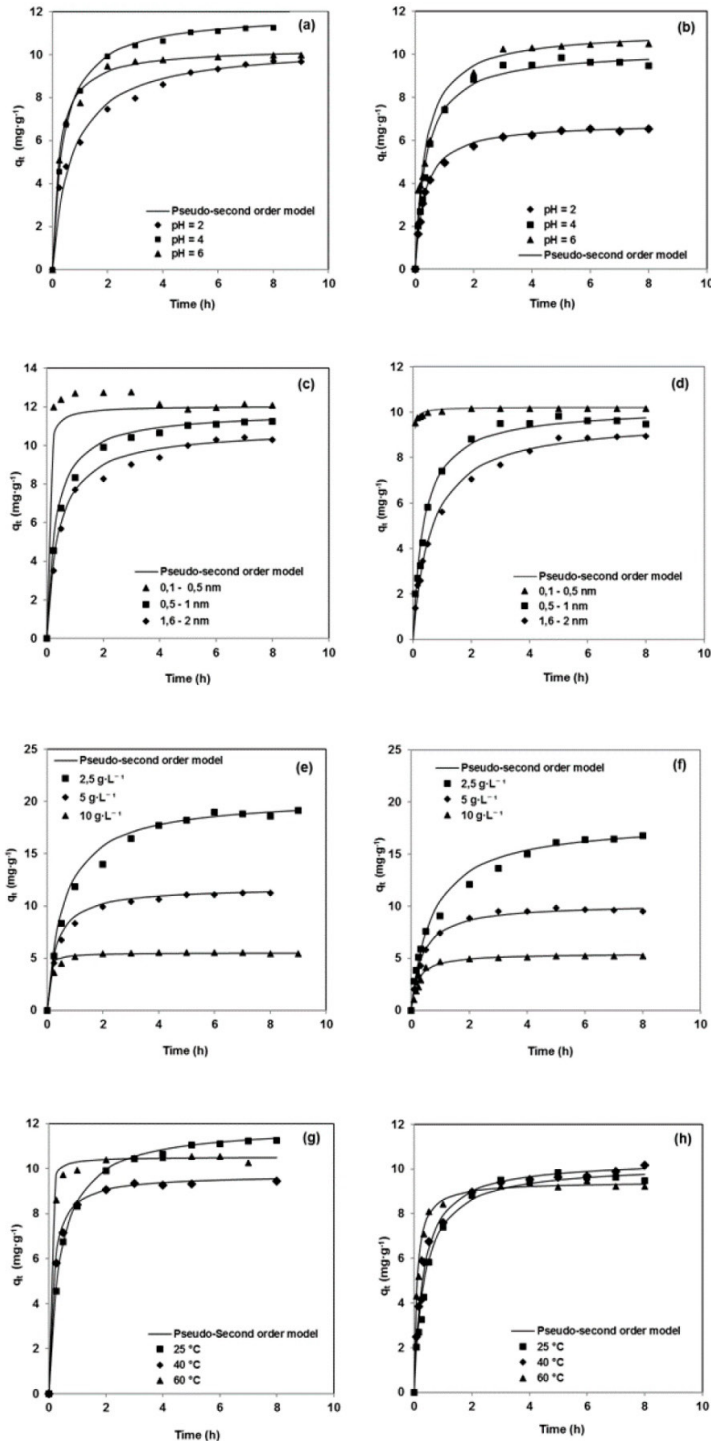 (a)
12
10
8
6
4
2
0
qt (mg·g⁻¹)
Pseudo-second order model
pH = 2
pH = 4
pH = 6
0 2 4 6 8 10
Time (h)
(b)
12
10
8
6
4
2
0
qt (mg·g⁻¹)
pH = 2
pH = 4
pH = 6
Pseudo-second order model
0 2 4 6 8 10
Time (h)
(c)
14
12
10
8
6
4
2
0
qt (mg·g⁻¹)
Pseudo-second order model
0,1 - 0,5 nm
0,5 - 1 nm
1,6 - 2 nm
0 2 4 6 8 10
Time (h)
(d)
12
10
8
6
4
2
0
qt (mg·g⁻¹)
Pseudo-second order model
0,1 - 0,5 nm
0,5 - 1 nm
1,6 - 2 nm
0 2 4 6 8 10
Time (h)
(e)
25
20
15
10
5
0
qt (mg·g⁻¹)
Pseudo-second order model
2,5 g·L⁻¹
5 g·L⁻¹
10 g·L⁻¹
0 2 4 6 8 10
Time (h)
(f)
25
20
15
10
5
0
qt (mg·g⁻¹)
Pseudo-second order model
2,5 g·L⁻¹
5 g·L⁻¹
10 g·L⁻¹
0 2 4 6 8 10
Time (h)
(g)
12
10
8
6
4
2
0
qt (mg·g⁻¹)
Pseudo-Second order model
25 °C
40 °C
60 °C
0 2 4 6 8 10
Time (h)
(h)
12
10
8
6
4
2
0
qt (mg·g⁻¹)
Pseudo-second order model
25 °C
40 °C
60 °C
0 2 4 6 8 10
Time (h)